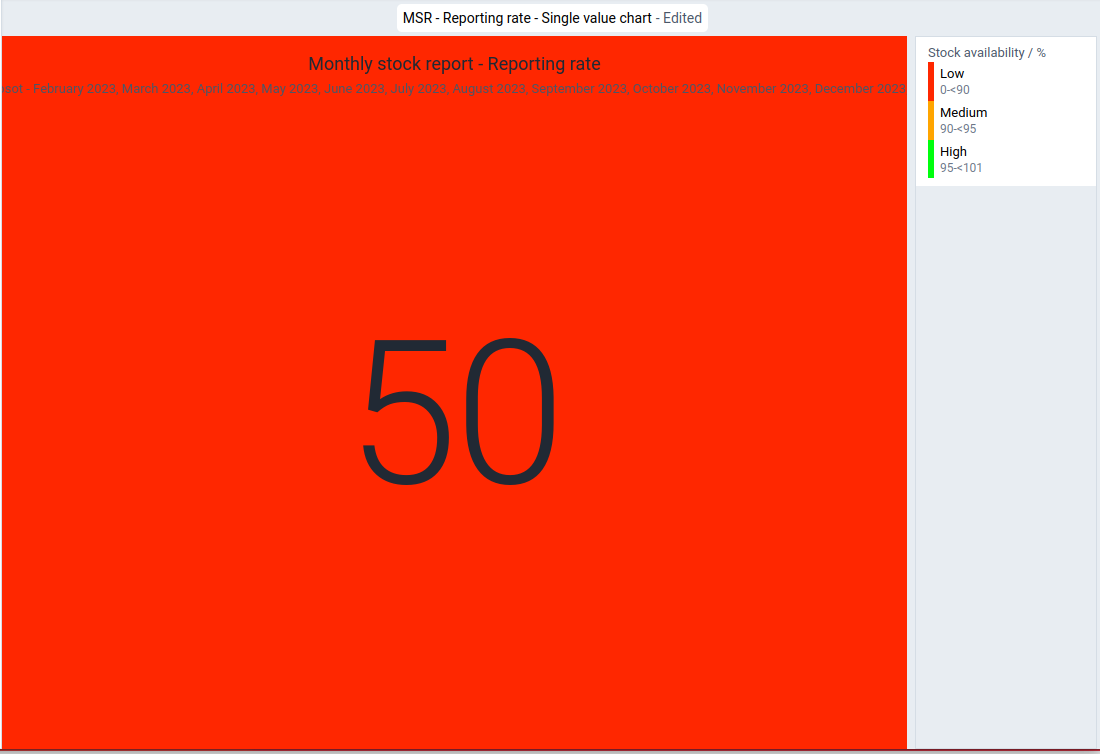 MSR - Reporting rate - Single value chart - Edited
Monthly stock report - Reporting rate
- February 2023, March 2023, April 2023, May 2023, June 2023, July 2023, August 2023, September 2023, October 2023, November 2023, December 2023
50
Stock availability / %
Low
0-<90
Medium
90-<95
High
95-<101